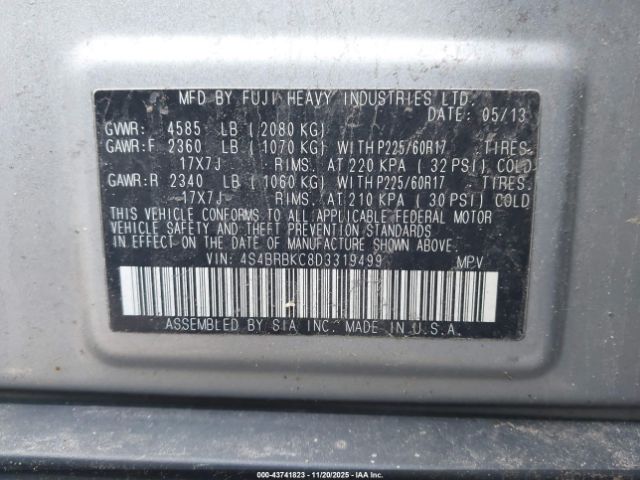 MFD BY FUJI HEAVY INDUSTRIES LTD.
DATE: 05/13
GVWR: 4585 LB (2080 KG)
GAWR:F 2360 LB (1070 KG) WITH P225/60R17 TIRES,
17X7J RIMS, AT 220 KPA (32 PSI) COLD
GAWR:R 2340 LB (1060 KG) WITH P225/60R17 TIRES,
17X7J RIMS, AT 210 KPA (30 PSI) COLD
THIS VEHICLE CONFORMS TO ALL APPLICABLE FEDERAL MOTOR
VEHICLE SAFETY AND THEFT PREVENTION STANDARDS
IN EFFECT ON THE DATE OF MANUFACTURE SHOWN ABOVE.
VIN: 4S4BRBKC8D3319499 MPV
ASSEMBLED BY SIA INC. MADE IN U.S.A.
000-43741823 - 11/20/2025 - IAAI.COM